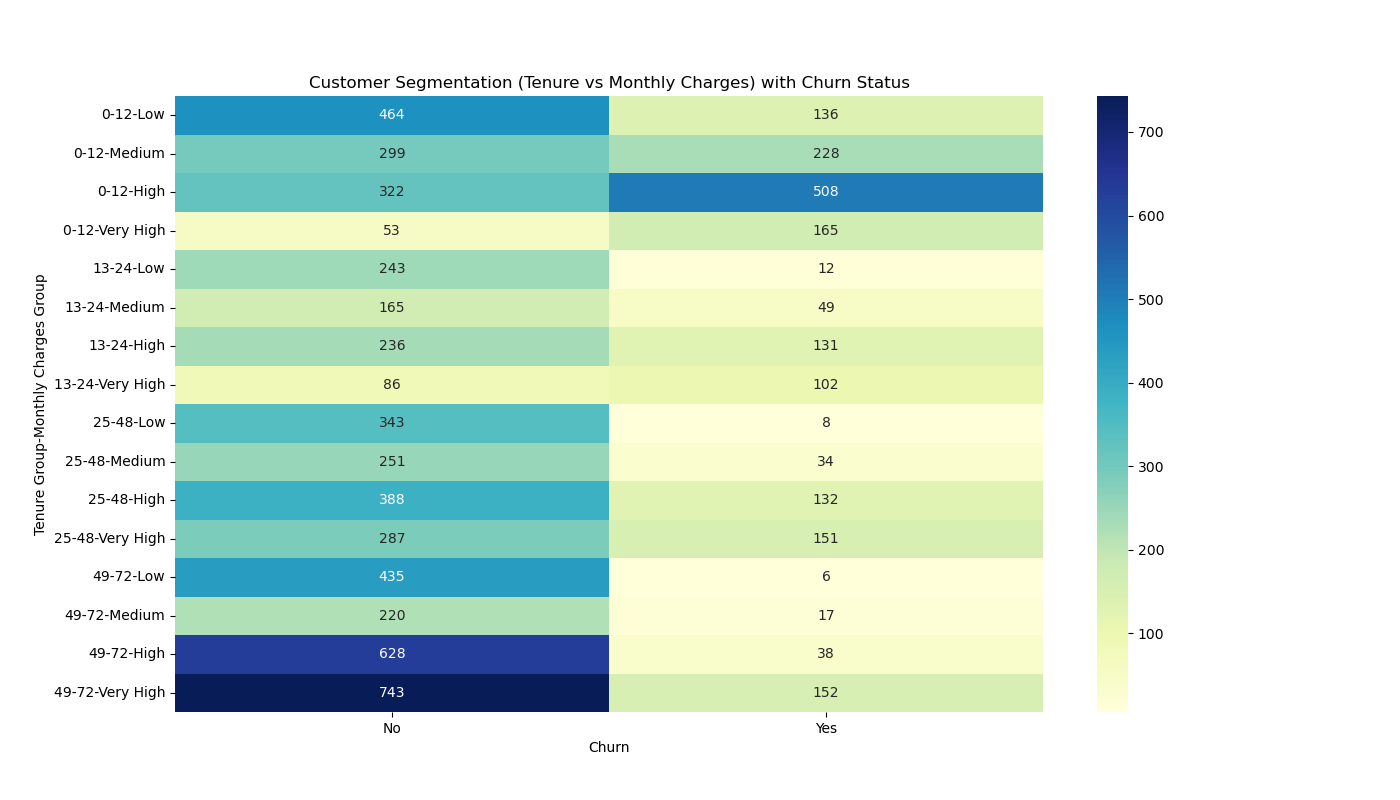 Customer Segmentation (Tenure vs Monthly Charges) with Churn Status
Tenure Group-Monthly Charges Group
0-12-Low 464 136
0-12-Medium 299 228
0-12-High 322 508
0-12-Very High 53 165
13-24-Low 243 12
13-24-Medium 165 49
13-24-High 236 131
13-24-Very High 86 102
25-48-Low 343 8
25-48-Medium 251 34
25-48-High 388 132
25-48-Very High 287 151
49-72-Low 435 6
49-72-Medium 220 17
49-72-High 628 38
49-72-Very High 743 152
No Yes
Churn
700
600
500
400
300
200
100